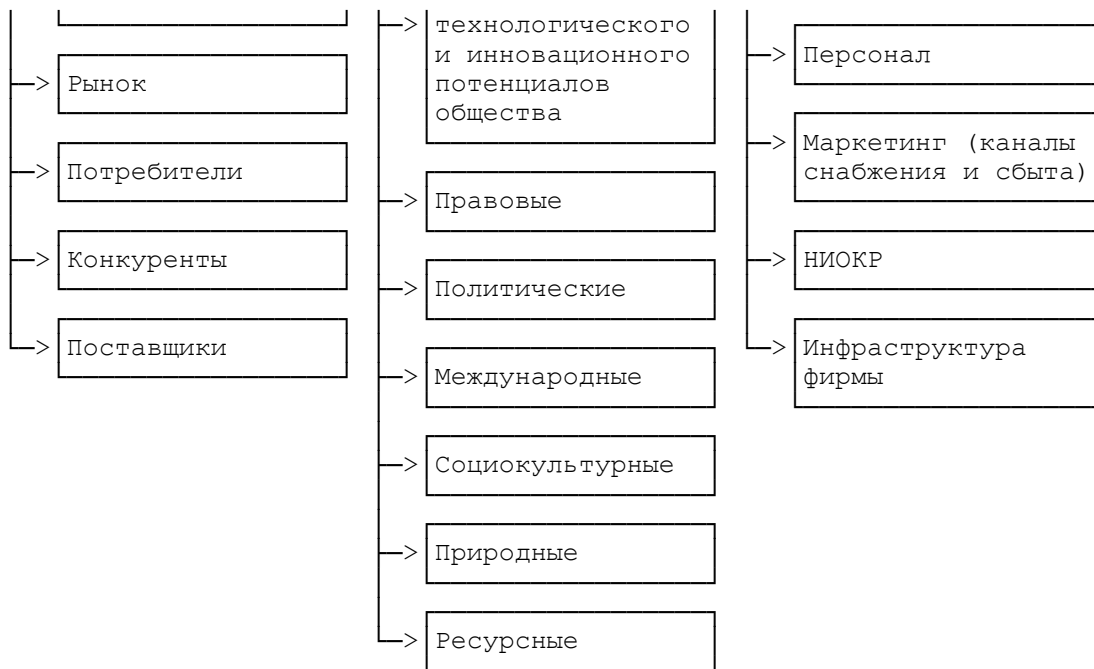 Рынок
Потребители
Конкуренты
Поставщики
технологического
и инновационного
потенциалов
общества
Правовые
Политические
Международные
Социокультурные
Природные
Ресурсные
Персонал
Маркетинг (каналы
снабжения и сбыта)
НИОКР
Инфраструктура
фирмы